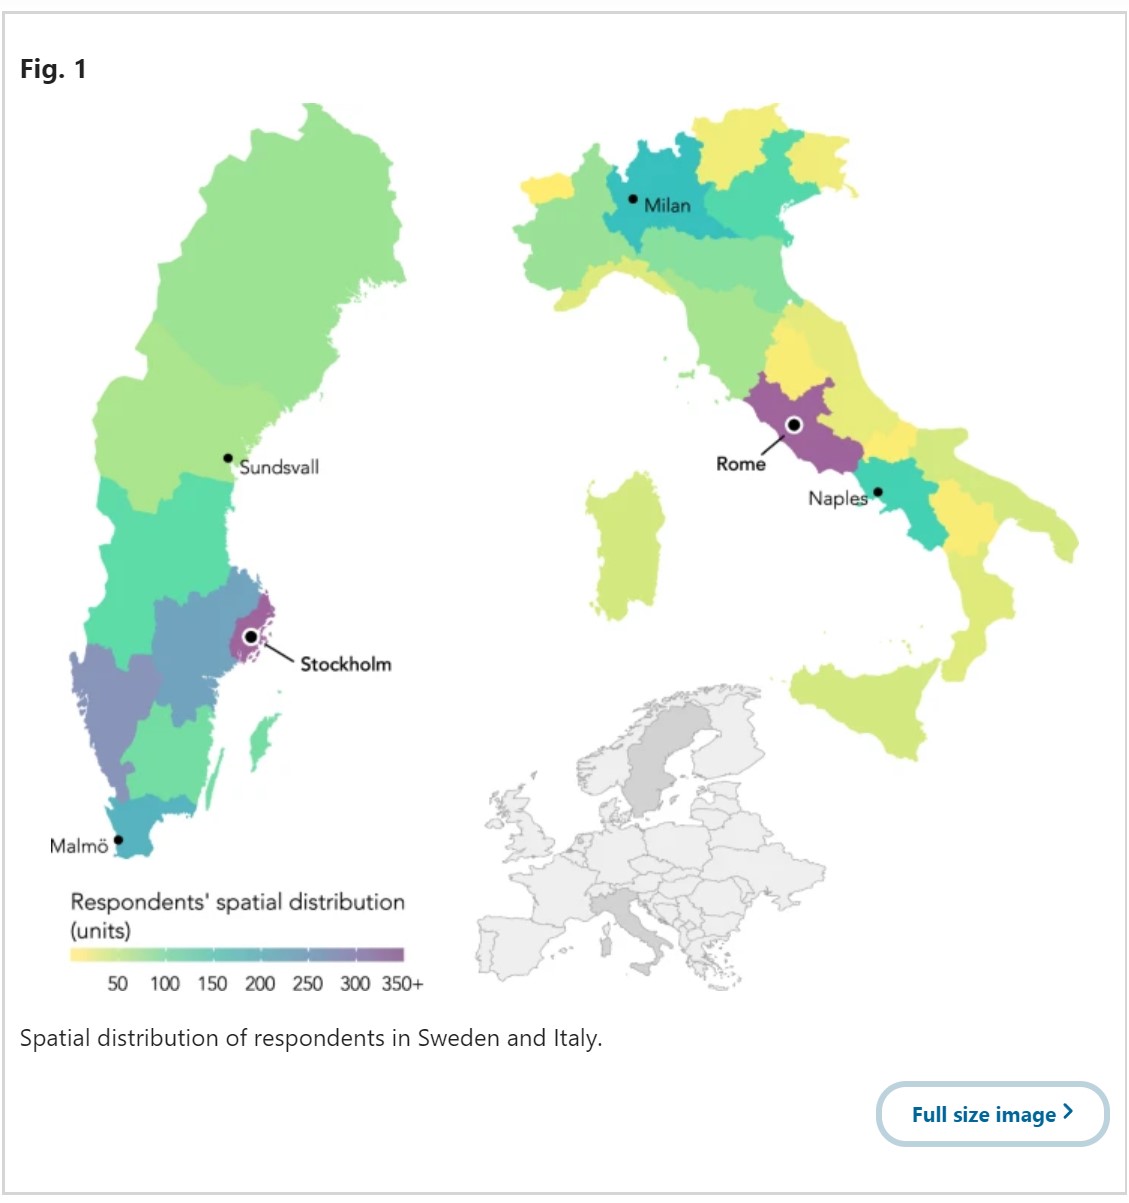 Fig. 1
Milan
Rome
Naples
Sundsvall
Stockholm
Malmö
Respondents' spatial distribution
(units)
50 100 150 200 250 300 350+
Spatial distribution of respondents in Sweden and Italy.
Full size image